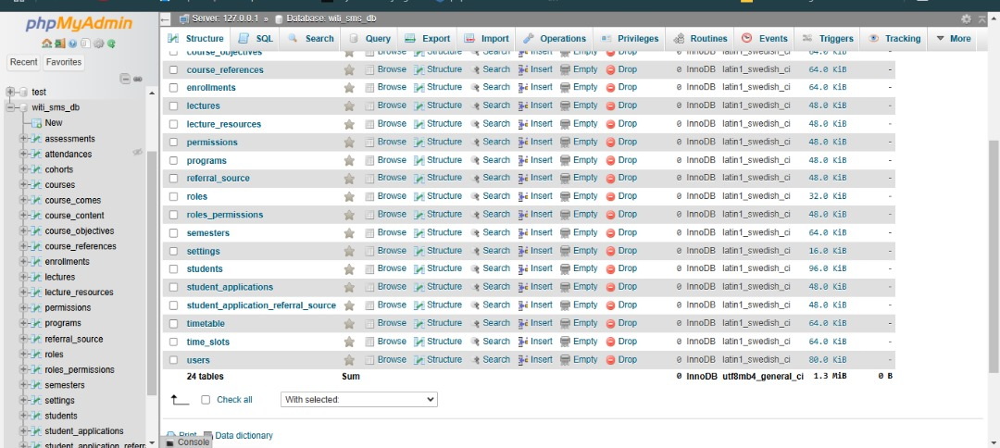 phpMyAdmin
Recent Favorites
test
witi_sms_db
New
assessments
attendances
cohorts
courses
course_comes
course_content
course_objectives
course_references
enrollments
lectures
lecture_resources
permissions
programs
referral_source
roles
roles_permissions
semesters
settings
students
student_applications
student_application_referr
Server: 127.0.0.1 » Database: witi_sms_db
Structure SQL Search Query Export Import Operations Privileges Routines Events Triggers Tracking More
course_objectives Browse Structure Search Insert Empty Drop 0 InnoDB latin1_swedish_ci 64.0 KiB -
course_references Browse Structure Search Insert Empty Drop 0 InnoDB latin1_swedish_ci 64.0 KiB -
enrollments Browse Structure Search Insert Empty Drop 0 InnoDB latin1_swedish_ci 64.0 KiB -
lectures Browse Structure Search Insert Empty Drop 0 InnoDB latin1_swedish_ci 48.0 KiB -
lecture_resources Browse Structure Search Insert Empty Drop 0 InnoDB latin1_swedish_ci 48.0 KiB -
permissions Browse Structure Search Insert Empty Drop 0 InnoDB latin1_swedish_ci 48.0 KiB -
programs Browse Structure Search Insert Empty Drop 0 InnoDB latin1_swedish_ci 48.0 KiB -
referral_source Browse Structure Search Insert Empty Drop 0 InnoDB latin1_swedish_ci 48.0 KiB -
roles Browse Structure Search Insert Empty Drop 0 InnoDB latin1_swedish_ci 32.0 KiB -
roles_permissions Browse Structure Search Insert Empty Drop 0 InnoDB latin1_swedish_ci 48.0 KiB -
semesters Browse Structure Search Insert Empty Drop 0 InnoDB latin1_swedish_ci 64.0 KiB -
settings Browse Structure Search Insert Empty Drop 0 InnoDB latin1_swedish_ci 16.0 KiB -
students Browse Structure Search Insert Empty Drop 0 InnoDB latin1_swedish_ci 96.0 KiB -
student_applications Browse Structure Search Insert Empty Drop 0 InnoDB latin1_swedish_ci 48.0 KiB -
student_application_referral_source Browse Structure Search Insert Empty Drop 0 InnoDB latin1_swedish_ci 48.0 KiB -
timetable Browse Structure Search Insert Empty Drop 0 InnoDB latin1_swedish_ci 64.0 KiB -
time_slots Browse Structure Search Insert Empty Drop 0 InnoDB latin1_swedish_ci 64.0 KiB -
users Browse Structure Search Insert Empty Drop 0 InnoDB latin1_swedish_ci 80.0 KiB -
24 tables Sum 0 InnoDB utf8mb4_general_ci 1.3 MiB 0 B
Check all With selected:
Print Data dictionary
Console